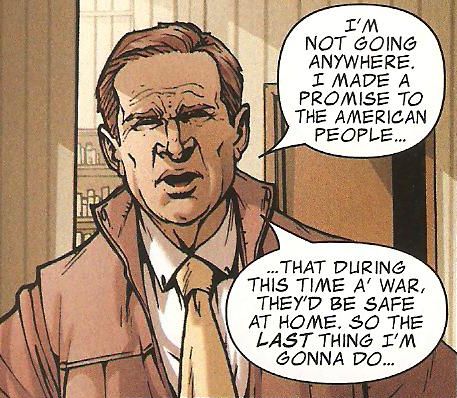 I'M
NOT GOING
ANYWHERE.
I MADE A
PROMISE TO
THE AMERICAN
PEOPLE...
...THAT DURING
THIS TIME A' WAR,
THEY'D BE SAFE
AT HOME. SO THE
LAST THING I'M
GONNA DO...